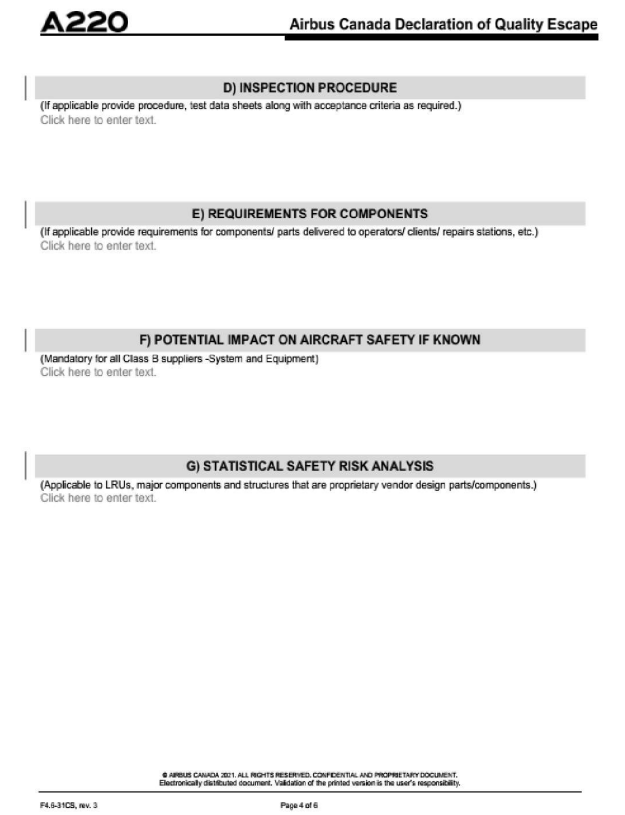 A220
Airbus Canada Declaration of Quality Escape
D) INSPECTION PROCEDURE
(If applicable provide procedure, test data sheets along with acceptance criteria as required.)
Click here to enter text.
E) REQUIREMENTS FOR COMPONENTS
(If applicable provide requirements for components/ parts delivered to operators/ clients/ repairs stations, etc.)
Click here to enter text.
F) POTENTIAL IMPACT ON AIRCRAFT SAFETY IF KNOWN
(Mandatory for all Class B suppliers -System and Equipment)
Click here to enter text.
G) STATISTICAL SAFETY RISK ANALYSIS
(Applicable to LRUs, major components and structures that are proprietary vendor design parts/components.)
Click here to enter text.
© AIRBUS CANADA 2021. ALL RIGHTS RESERVED. CONFIDENTIAL AND PROPRIETARY DOCUMENT.
Electronically distributed document. Validation of the printed version is the user's responsibility.
F4.6-31CS, rev. 3
Page 4 of 6